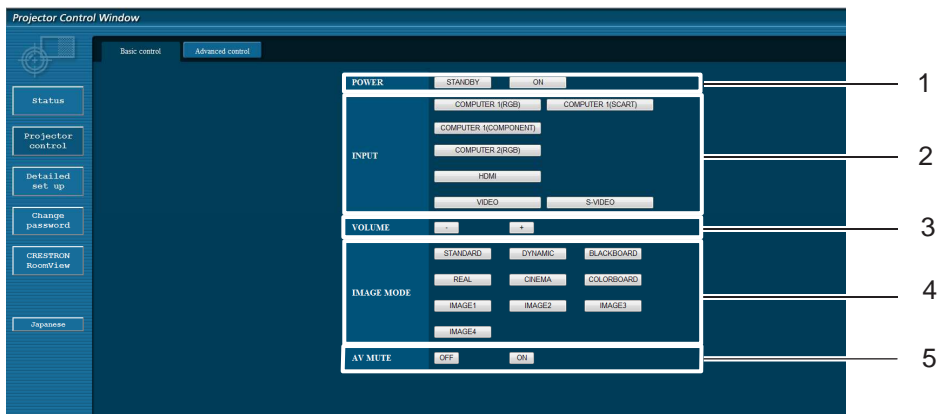 Projector Control Window
Basic control Advanced control
POWER STANDBY ON 1
Status
INPUT COMPUTER 1(RGB) COMPUTER 1(SCART)
COMPUTER 1(COMPONENT)
COMPUTER 2(RGB)
HDMI
VIDEO S-VIDEO
2
Projector
control
Detailed
set up
Change
password
VOLUME - + 3
CRESTRON
RoomView
IMAGE MODE STANDARD DYNAMIC BLACKBOARD
REAL CINEMA COLORBOARD
IMAGE1 IMAGE2 IMAGE3
IMAGE4
4
Japanese
AV MUTE OFF ON 5